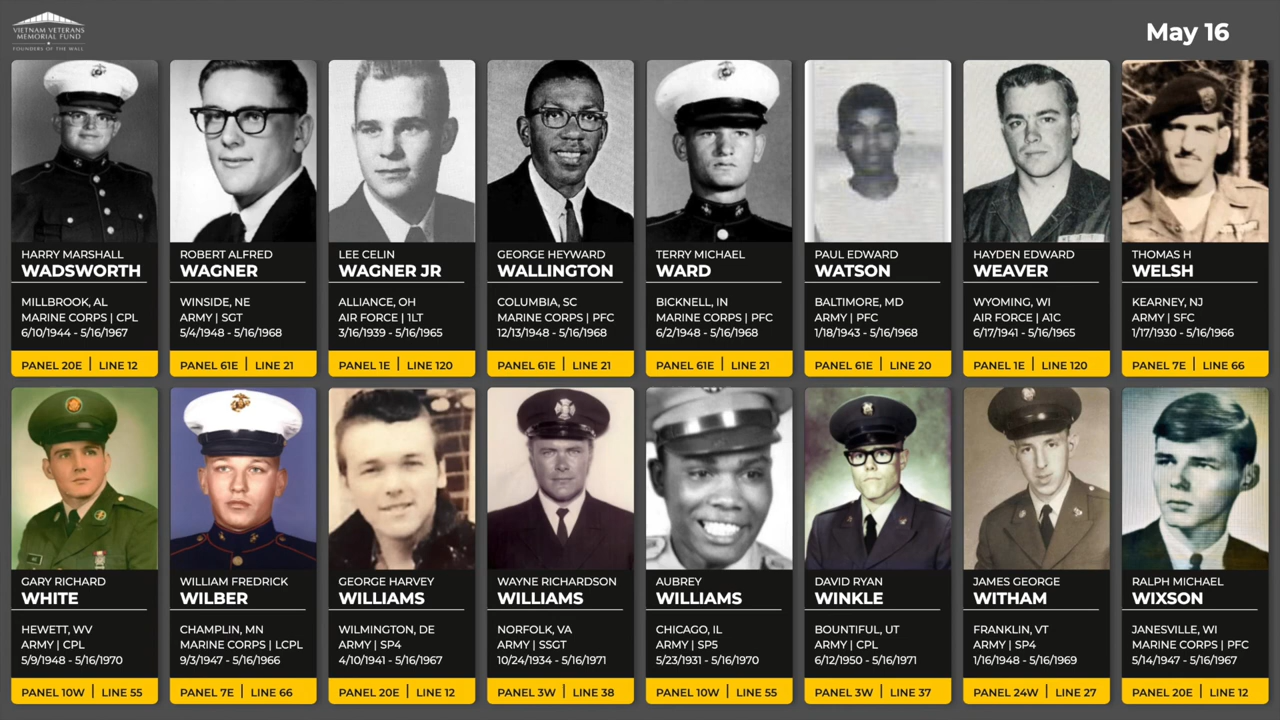 VIETNAM VETERANS
MEMORIAL FUND
FOUNDERS OF THE WALL
May 16
HARRY MARSHALL
WADSWORTH
MILLBROOK, AL
MARINE CORPS | CPL
6/10/1944 - 5/16/1967
PANEL 20E | LINE 12
ROBERT ALFRED
WAGNER
WINSIDE, NE
ARMY | SGT
5/4/1948 - 5/16/1968
PANEL 61E | LINE 21
LEE CELIN
WAGNER JR
ALLIANCE, OH
AIR FORCE | 1LT
3/16/1939 - 5/16/1965
PANEL 1E | LINE 120
GEORGE HEYWARD
WALLINGTON
COLUMBIA, SC
MARINE CORPS | PFC
12/13/1948 - 5/16/1968
PANEL 61E | LINE 21
TERRY MICHAEL
WARD
BICKNELL, IN
MARINE CORPS | PFC
6/2/1948 - 5/16/1968
PANEL 61E | LINE 21
PAUL EDWARD
WATSON
BALTIMORE, MD
ARMY | PFC
1/18/1943 - 5/16/1968
PANEL 61E | LINE 20
HAYDEN EDWARD
WEAVER
WYOMING, WI
AIR FORCE | A1C
6/17/1941 - 5/16/1965
PANEL 1E | LINE 120
THOMAS H
WELSH
KEARNEY, NJ
ARMY | SFC
1/17/1930 - 5/16/1966
PANEL 7E | LINE 66
GARY RICHARD
WHITE
HEWETT, WV
ARMY | CPL
5/9/1948 - 5/16/1970
PANEL 10W | LINE 55
WILLIAM FREDRICK
WILBER
CHAMPLIN, MN
MARINE CORPS | LCPL
9/3/1947 - 5/16/1966
PANEL 7E | LINE 66
GEORGE HARVEY
WILLIAMS
WILMINGTON, DE
ARMY | SP4
4/10/1941 - 5/16/1967
PANEL 20E | LINE 12
WAYNE RICHARDSON
WILLIAMS
NORFOLK, VA
ARMY | SSGT
10/24/1934 - 5/16/1971
PANEL 3W | LINE 38
AUBREY
WILLIAMS
CHICAGO, IL
ARMY | SP5
5/23/1931 - 5/16/1970
PANEL 10W | LINE 55
DAVID RYAN
WINKLE
BOUNTIFUL, UT
ARMY | CPL
6/12/1950 - 5/16/1971
PANEL 3W | LINE 37
JAMES GEORGE
WITHAM
FRANKLIN, VT
ARMY | SP4
1/16/1948 - 5/16/1969
PANEL 24W | LINE 27
RALPH MICHAEL
WIXSON
JANESVILLE, WI
MARINE CORPS | PFC
5/14/1947 - 5/16/1967
PANEL 20E | LINE 12